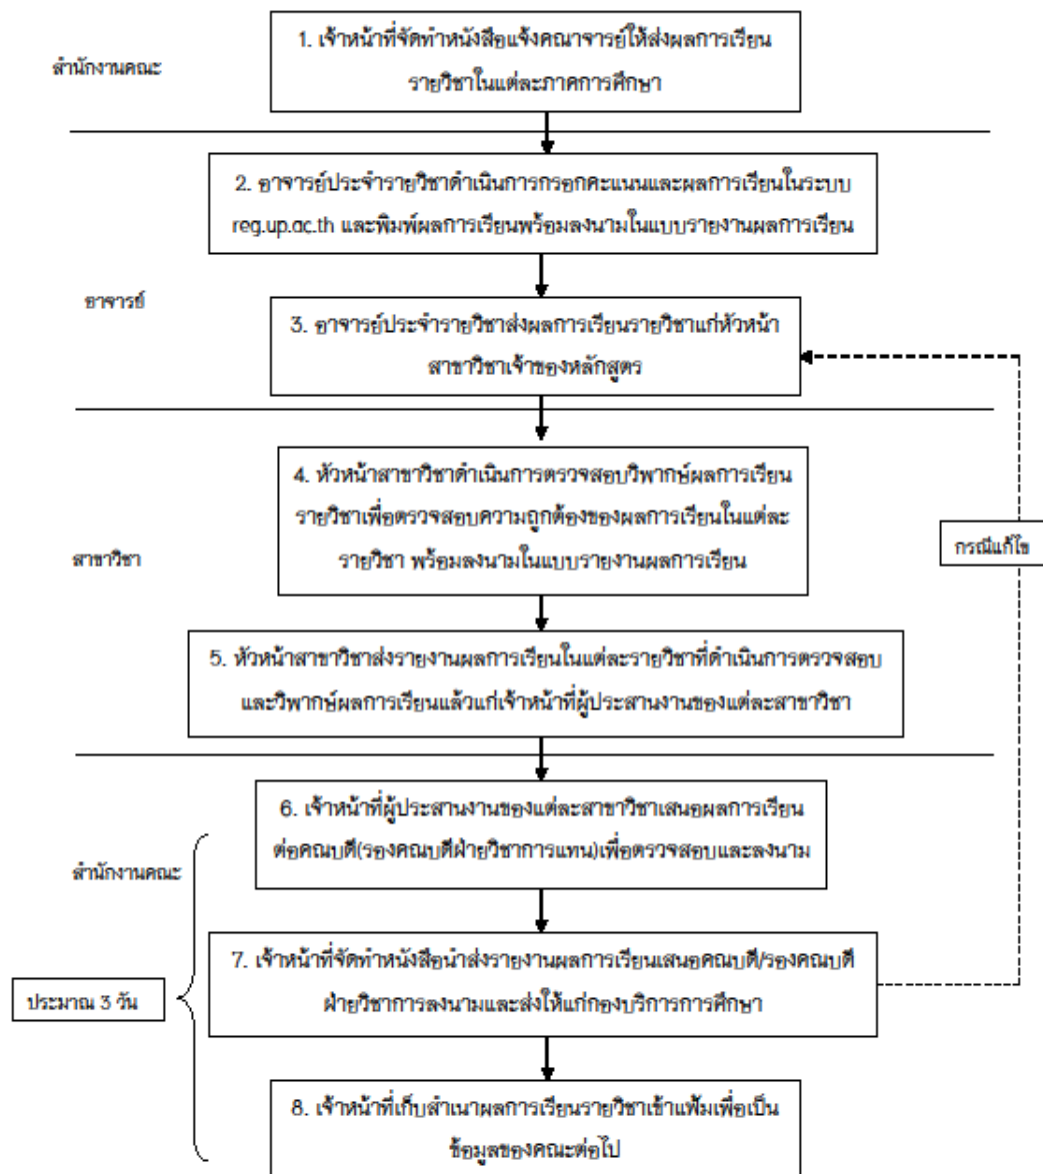 1. เจ้าหน้าที่จัดทำหนังสือแจ้งคณาจารย์ให้ส่งผลการเรียน
รายวิชาในแต่ละภาคการศึกษา
สำนักงานคณะ
2. อาจารย์ประจำรายวิชาดำเนินการกรอกคะแนนและผลการเรียนในระบบ
reg.up.ac.th และพิมพ์ผลการเรียนพร้อมลงนามในแบบรายงานผลการเรียน
อาจารย์
3. อาจารย์ประจำรายวิชาส่งผลการเรียนรายวิชาแก่หัวหน้า
สาขาวิชาเจ้าของหลักสูตร
4. หัวหน้าสาขาวิชาดำเนินการตรวจสอบวิพากษ์ผลการเรียน
รายวิชาเพื่อตรวจสอบความถูกต้องของผลการเรียนในแต่ละ
รายวิชา พร้อมลงนามในแบบรายงานผลการเรียน
สาขาวิชา
กรณีแก้ไข
5. หัวหน้าสาขาวิชาส่งรายงานผลการเรียนในแต่ละรายวิชาที่ดำเนินการตรวจสอบ
และวิพากษ์ผลการเรียนแล้วแก่เจ้าหน้าที่ผู้ประสานงานของแต่ละสาขาวิชา
6. เจ้าหน้าที่ผู้ประสานงานของแต่ละสาขาวิชาเสนอผลการเรียน
ต่อคณบดี(รองคณบดีฝ่ายวิชาการแทน)เพื่อตรวจสอบและลงนาม
สำนักงานคณะ
7. เจ้าหน้าที่จัดทำหนังสือนำส่งรายงานผลการเรียนเสนอคณบดี/รองคณบดี
ฝ่ายวิชาการลงนามและส่งให้แก่กองบริการการศึกษา
ประมาณ 3 วัน
8. เจ้าหน้าที่เก็บสำเนาผลการเรียนรายวิชาเข้าแฟ้มเพื่อเป็น
ข้อมูลของคณะต่อไป